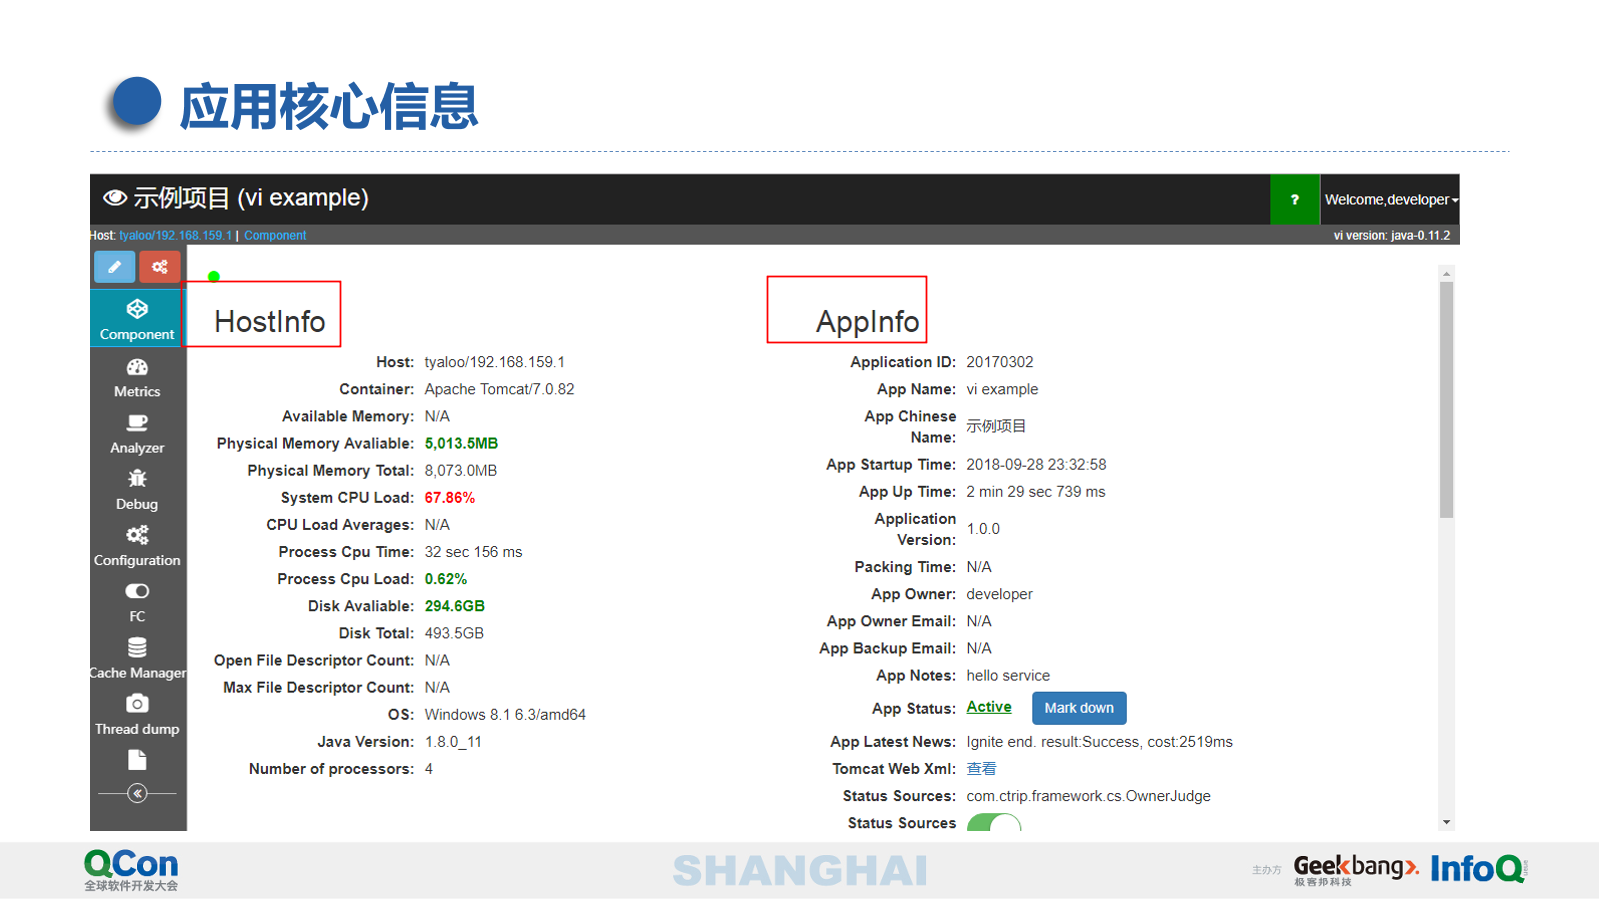 应用核心信息
示例项目 (vi example)
?
Welcome,developer
Host: tyaloo/192.168.159.1 | Component
vi version: java-0.11.2
Component
Metrics
Analyzer
Debug
Configuration
FC
Cache Manager
Thread dump
HostInfo
Host: tyaloo/192.168.159.1
Container: Apache Tomcat/7.0.82
Available Memory: N/A
Physical Memory Avaliable: 5,013.5MB
Physical Memory Total: 8,073.0MB
System CPU Load: 67.86%
CPU Load Averages: N/A
Process Cpu Time: 32 sec 156 ms
Process Cpu Load: 0.62%
Disk Avaliable: 294.6GB
Disk Total: 493.5GB
Open File Descriptor Count: N/A
Max File Descriptor Count: N/A
OS: Windows 8.1 6.3/amd64
Java Version: 1.8.0_11
Number of processors: 4
AppInfo
Application ID: 20170302
App Name: vi example
App Chinese
Name: 示例项目
App Startup Time: 2018-09-28 23:32:58
App Up Time: 2 min 29 sec 739 ms
Application
Version: 1.0.0
Packing Time: N/A
App Owner: developer
App Owner Email: N/A
App Backup Email: N/A
App Notes: hello service
App Status: Active Mark down
App Latest News: Ignite end. result:Success, cost:2519ms
Tomcat Web Xml: 查看
Status Sources: com.ctrip.framework.cs.OwnerJudge
Status Sources
QCon
全球软件开发大会
SHANGHAI
主办方
Geekbang
极客邦科技
InfoQ